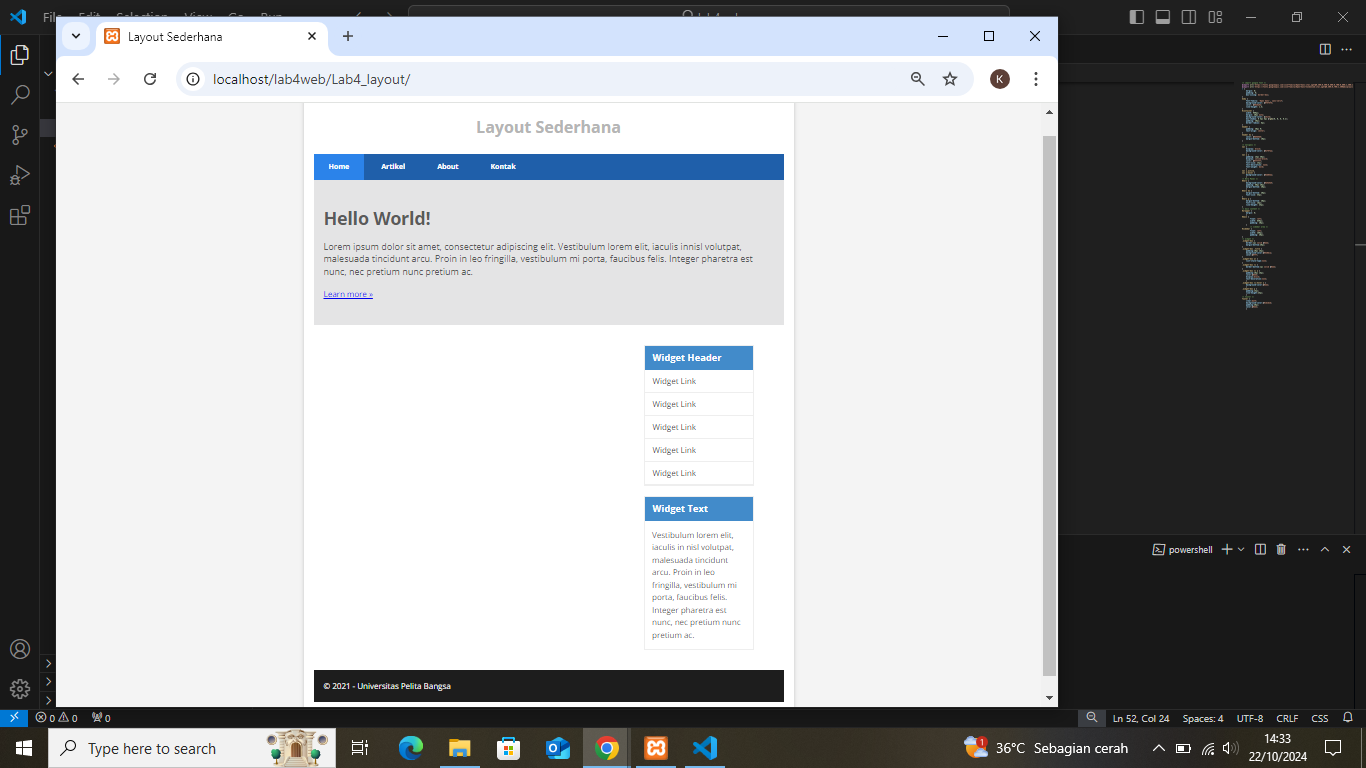 File Edit Selection View Go Run
Layout Sederhana
localhost/lab4web/Lab4_layout/
K
Layout Sederhana
Home Artikel About Kontak
Hello World!
Lorem ipsum dolor sit amet, consectetur adipiscing elit. Vestibulum lorem elit, iaculis innisl volutpat,
malesuada tincidunt arcu. Proin in leo fringilla, vestibulum mi porta, faucibus felis. Integer pharetra est
nunc, nec pretium nunc pretium ac.
Learn more »
Widget Header
Widget Link
Widget Link
Widget Link
Widget Link
Widget Link
Widget Text
Vestibulum lorem elit,
iaculis in nisl volutpat,
malesuada tincidunt
arcu. Proin in leo
fringilla, vestibulum mi
porta, faucibus felis.
Integer pharetra est
nunc, nec pretium nunc
pretium ac.
© 2021 - Universitas Pelita Bangsa
powershell
0 0 0
Ln 52, Col 24 Spaces: 4 UTF-8 CRLF CSS
Type here to search
1
36°C Sebagian cerah
14:33
22/10/2024